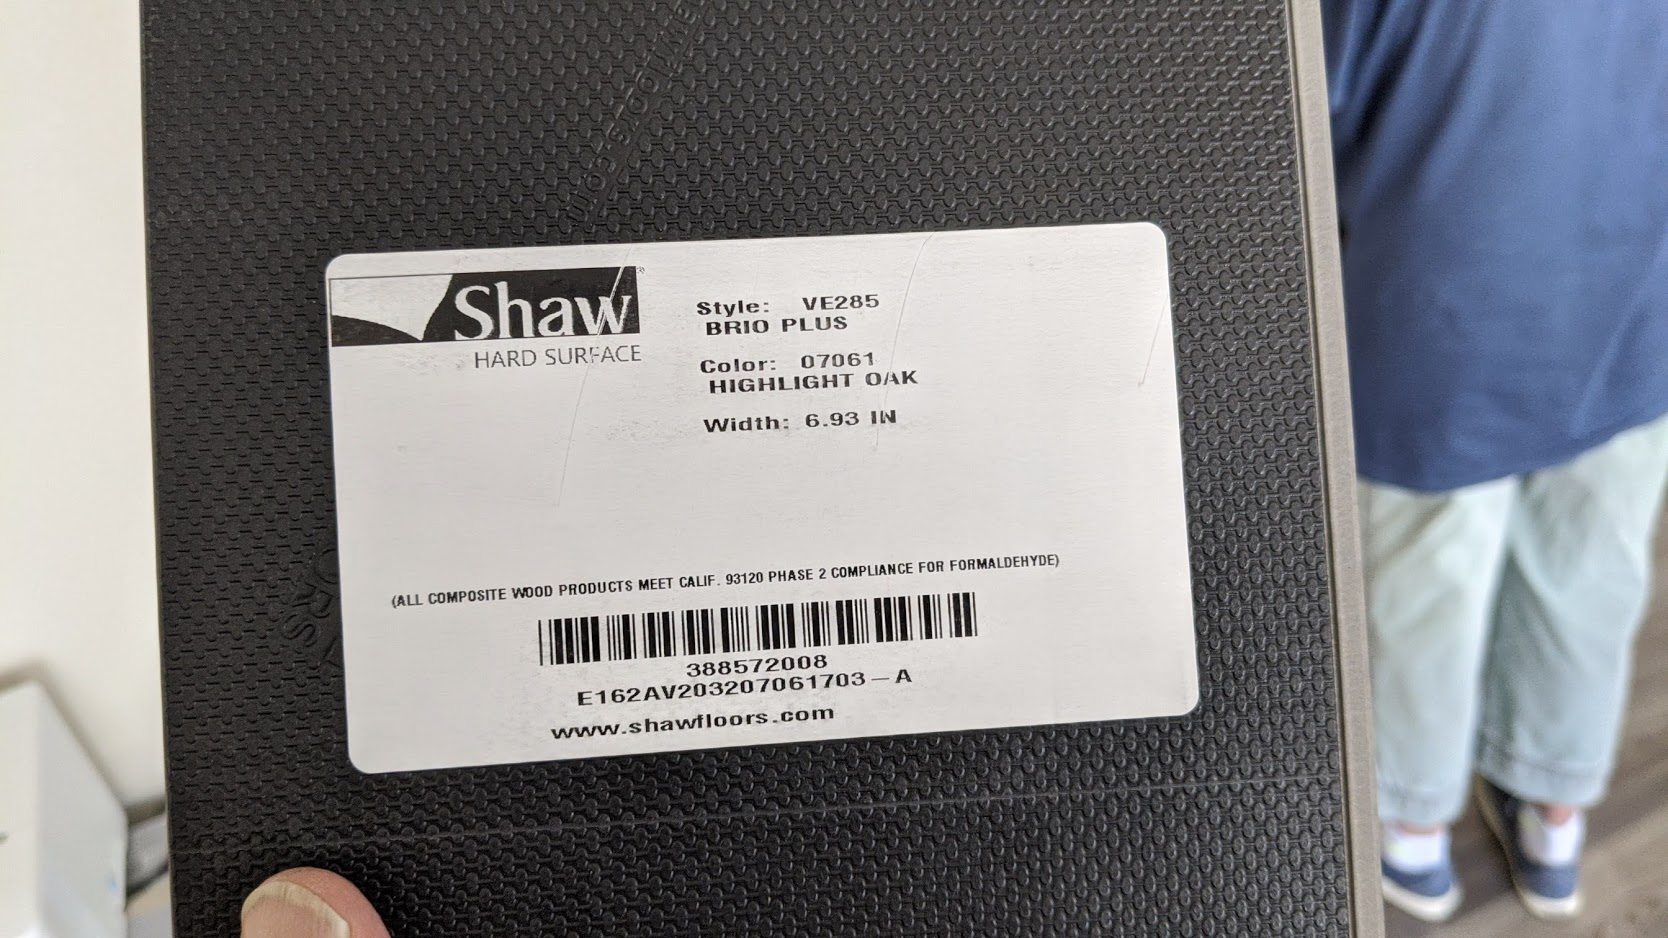 Shaw
HARD SURFACE
Style: VE285
BRIO PLUS
Color: 07061
HIGHLIGHT OAK
Width: 6.93 IN
(ALL COMPOSITE WOOD PRODUCTS MEET CALIF. 93120 PHASE 2 COMPLIANCE FOR FORMALDEHYDE)
388572008
E162AV203207061703-A
www.shawfloors.com